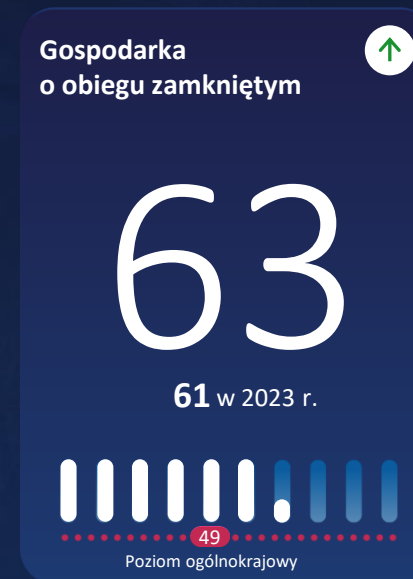 Gospodarka
o obiegu zamkniętym
63
61 w 2023 r.
49
Poziom ogólnokrajowy